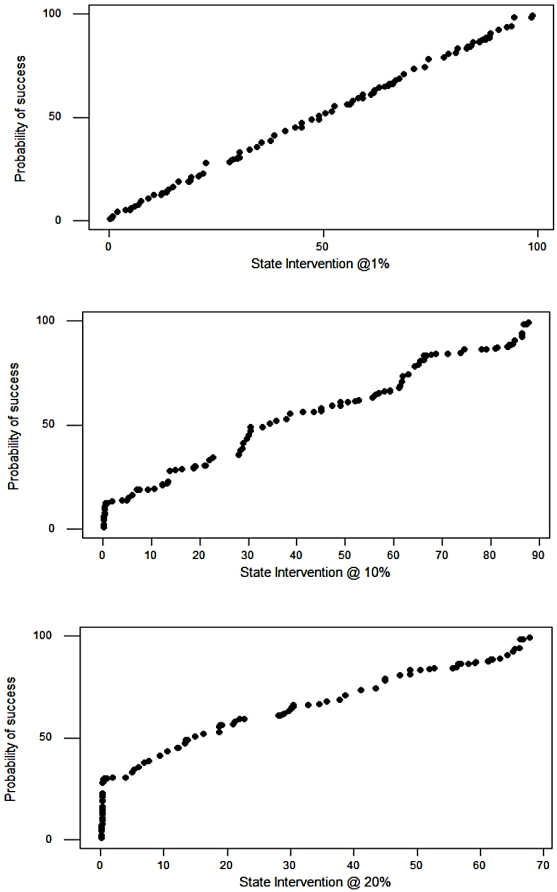 100
50
0
Probability of success
0
50
100
State Intervention @1%
100
50
0
Probability of success
0 10 20 30 40 50 60 70 80 90
State Intervention @ 10%
100
50
0
Probability of success
0 10 20 30 40 50 60 70
State Intervention @ 20%